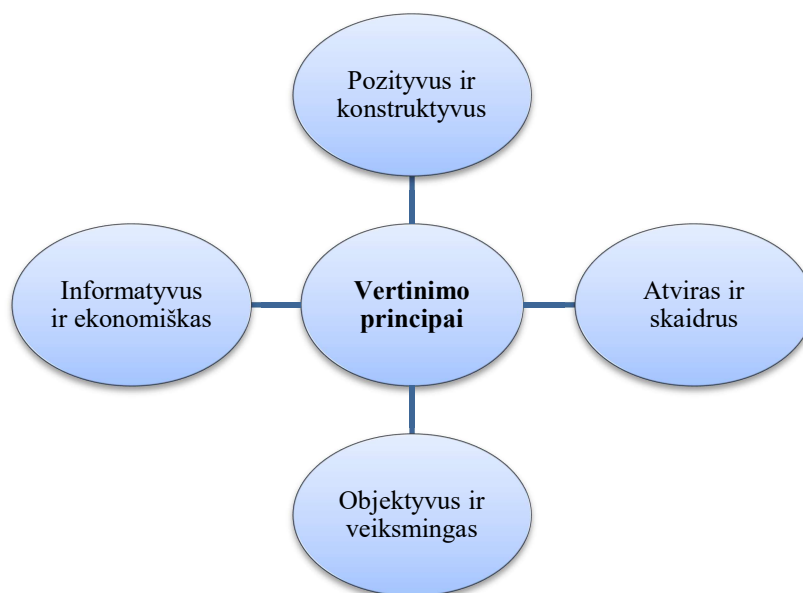 Pozityvus ir
konstruktyvus
Informatyvus
ir ekonomiškas
Vertinimo
principai
Atviras ir
skaidrus
Objektyvus ir
veiksmingas